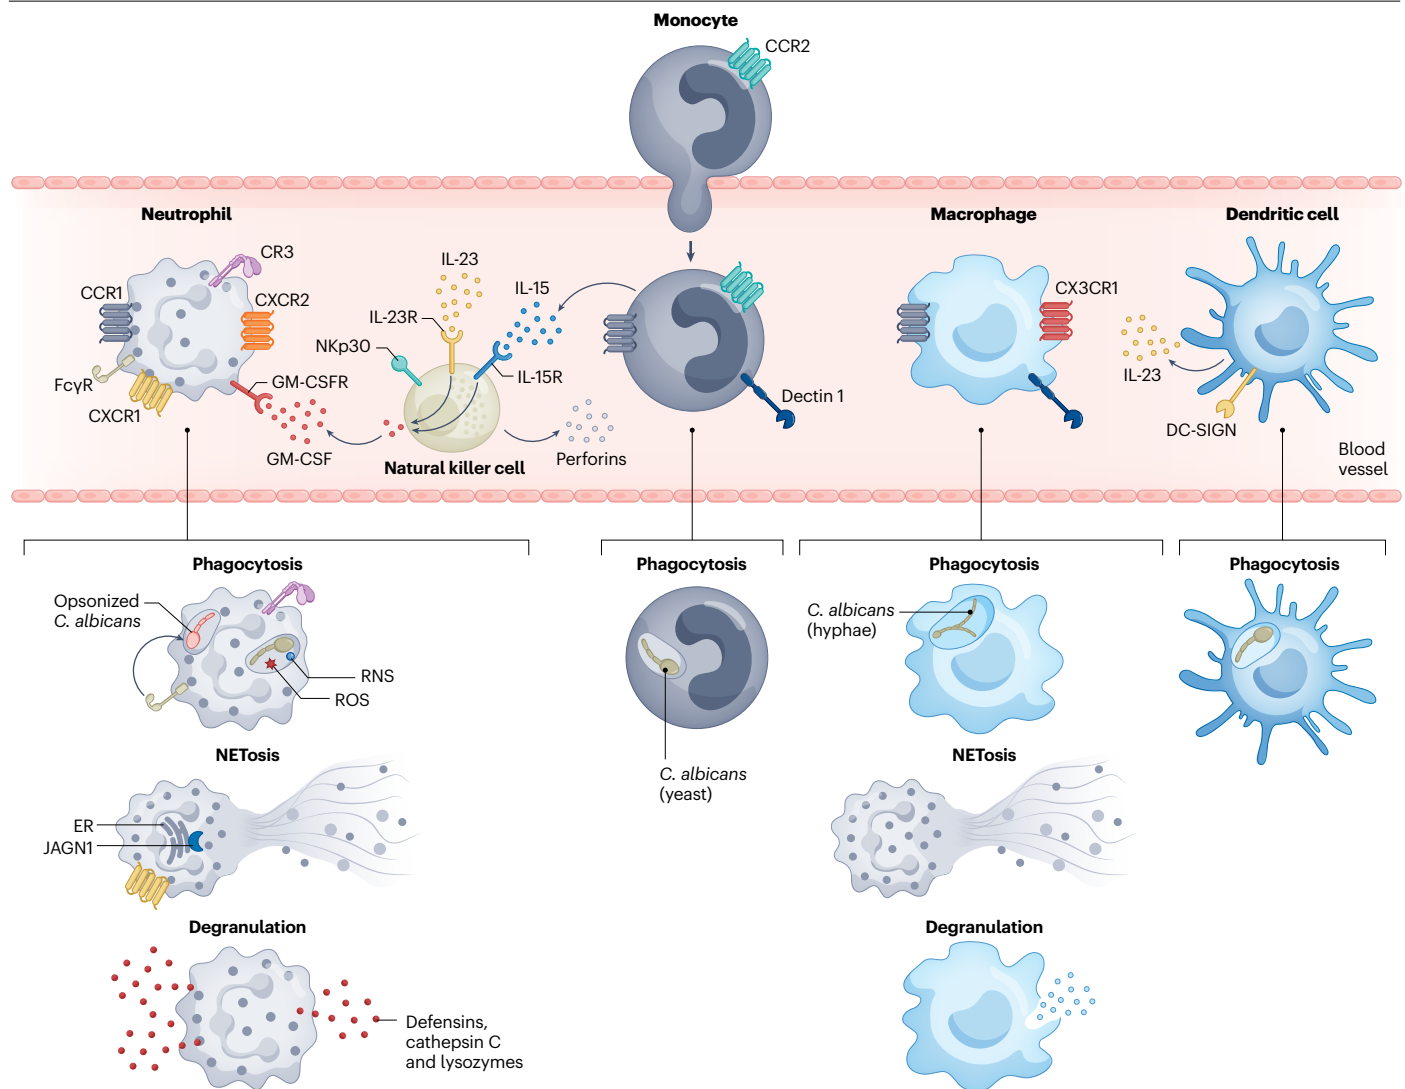 Monocyte
CCR2
Neutrophil
Macrophage
Dendritic cell
CR3
CCR1
CXCR2
FcγR
CXCR1
GM-CSFR
GM-CSF
IL-23
IL-23R
IL-15
NKp30
IL-15R
Natural killer cell
Perforins
Dectin 1
CX3CR1
IL-23
DC-SIGN
Blood
vessel
Phagocytosis
Opsonized
C. albicans
RNS
ROS
NETosis
ER
JAGN1
Degranulation
Defensins,
cathepsin C
and lysozymes
Phagocytosis
C. albicans
(yeast)
Phagocytosis
C. albicans
(hyphae)
NETosis
Degranulation
Phagocytosis